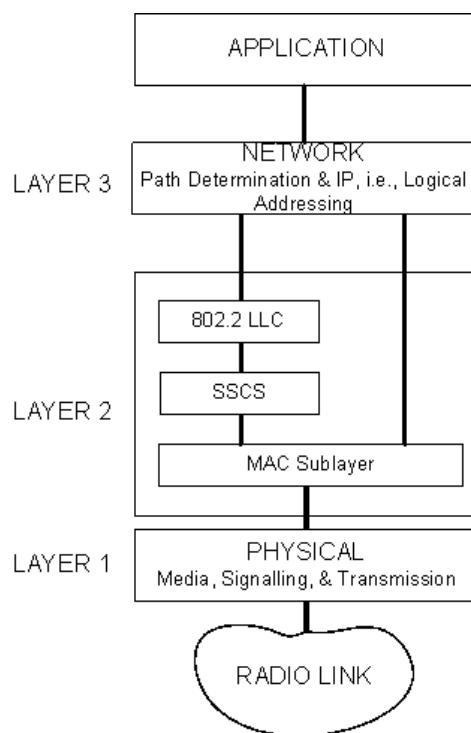 APPLICATION
NETWORK
LAYER 3
Path Determination & IP, i.e., Logical
Addressing
802.2 LLC
SSCS
LAYER 2
MAC Sublayer
PHYSICAL
LAYER 1
Media, Signalling, & Transmission
RADIO LINK